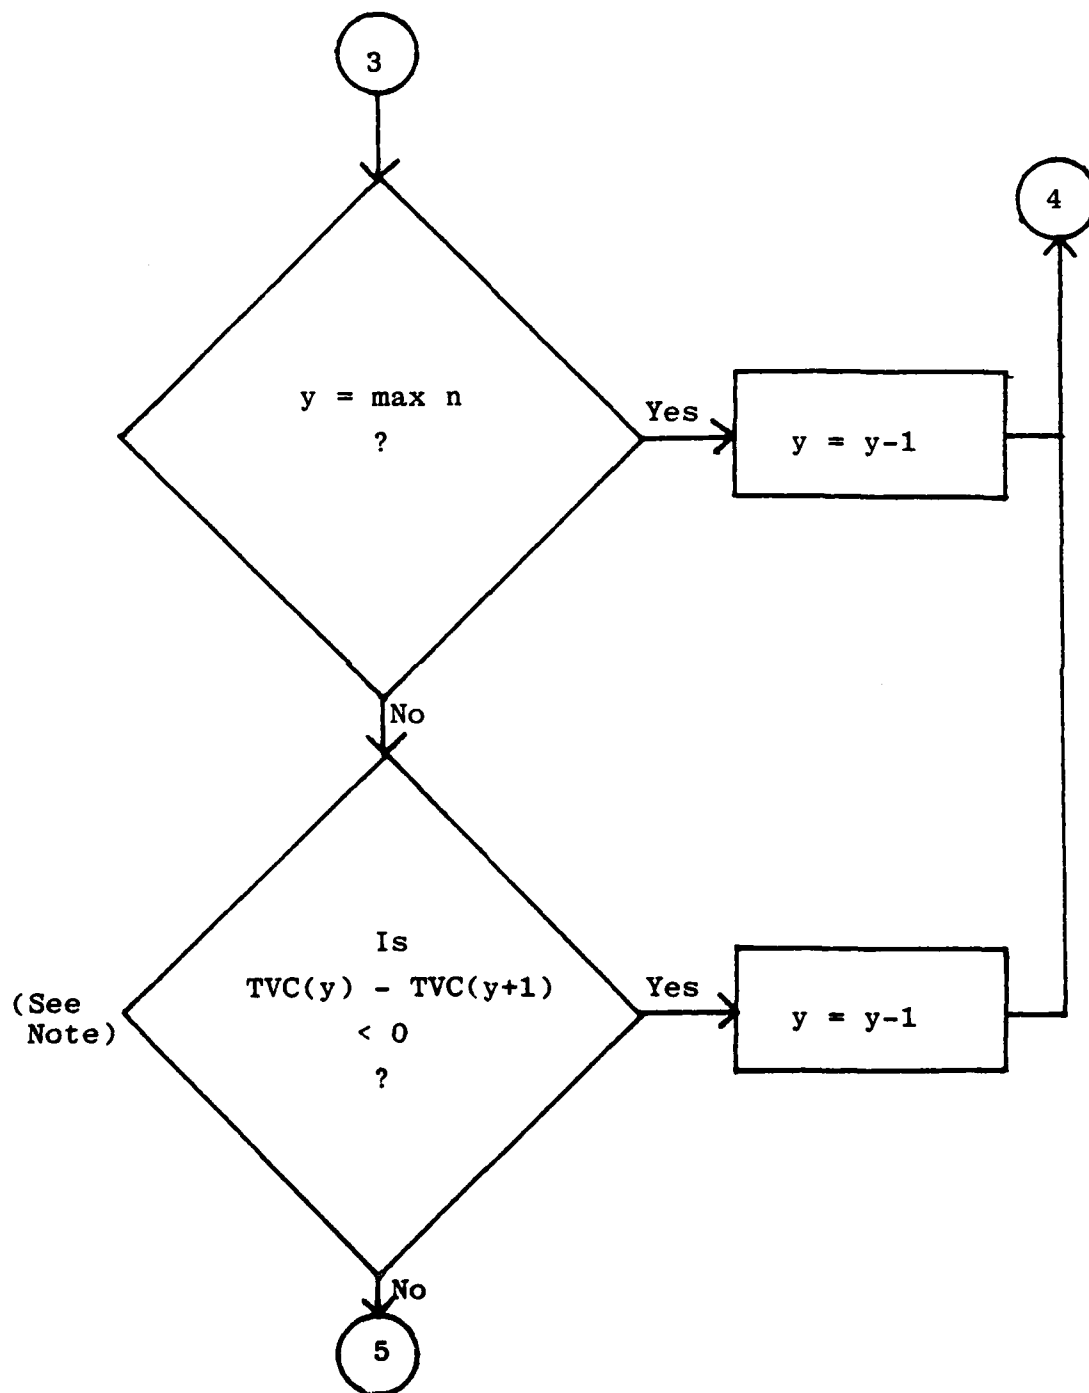 3
4
y = max n
?
Yes
y = y-1
No
Is
TVC(y) - TVC(y+1)
< 0
?
(See
Note)
Yes
y = y-1
No
5